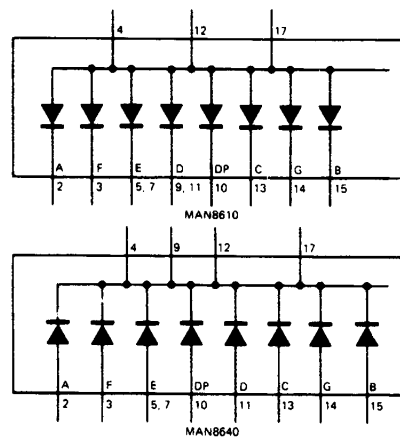 4 12 17
A F E D DP C G B
2 3 5, 7 9, 11 10 13 14 15
MAN8610
4 9 12 17
A F E DP D C G B
2 3 5, 7 10 11 13 14 15
MAN8640